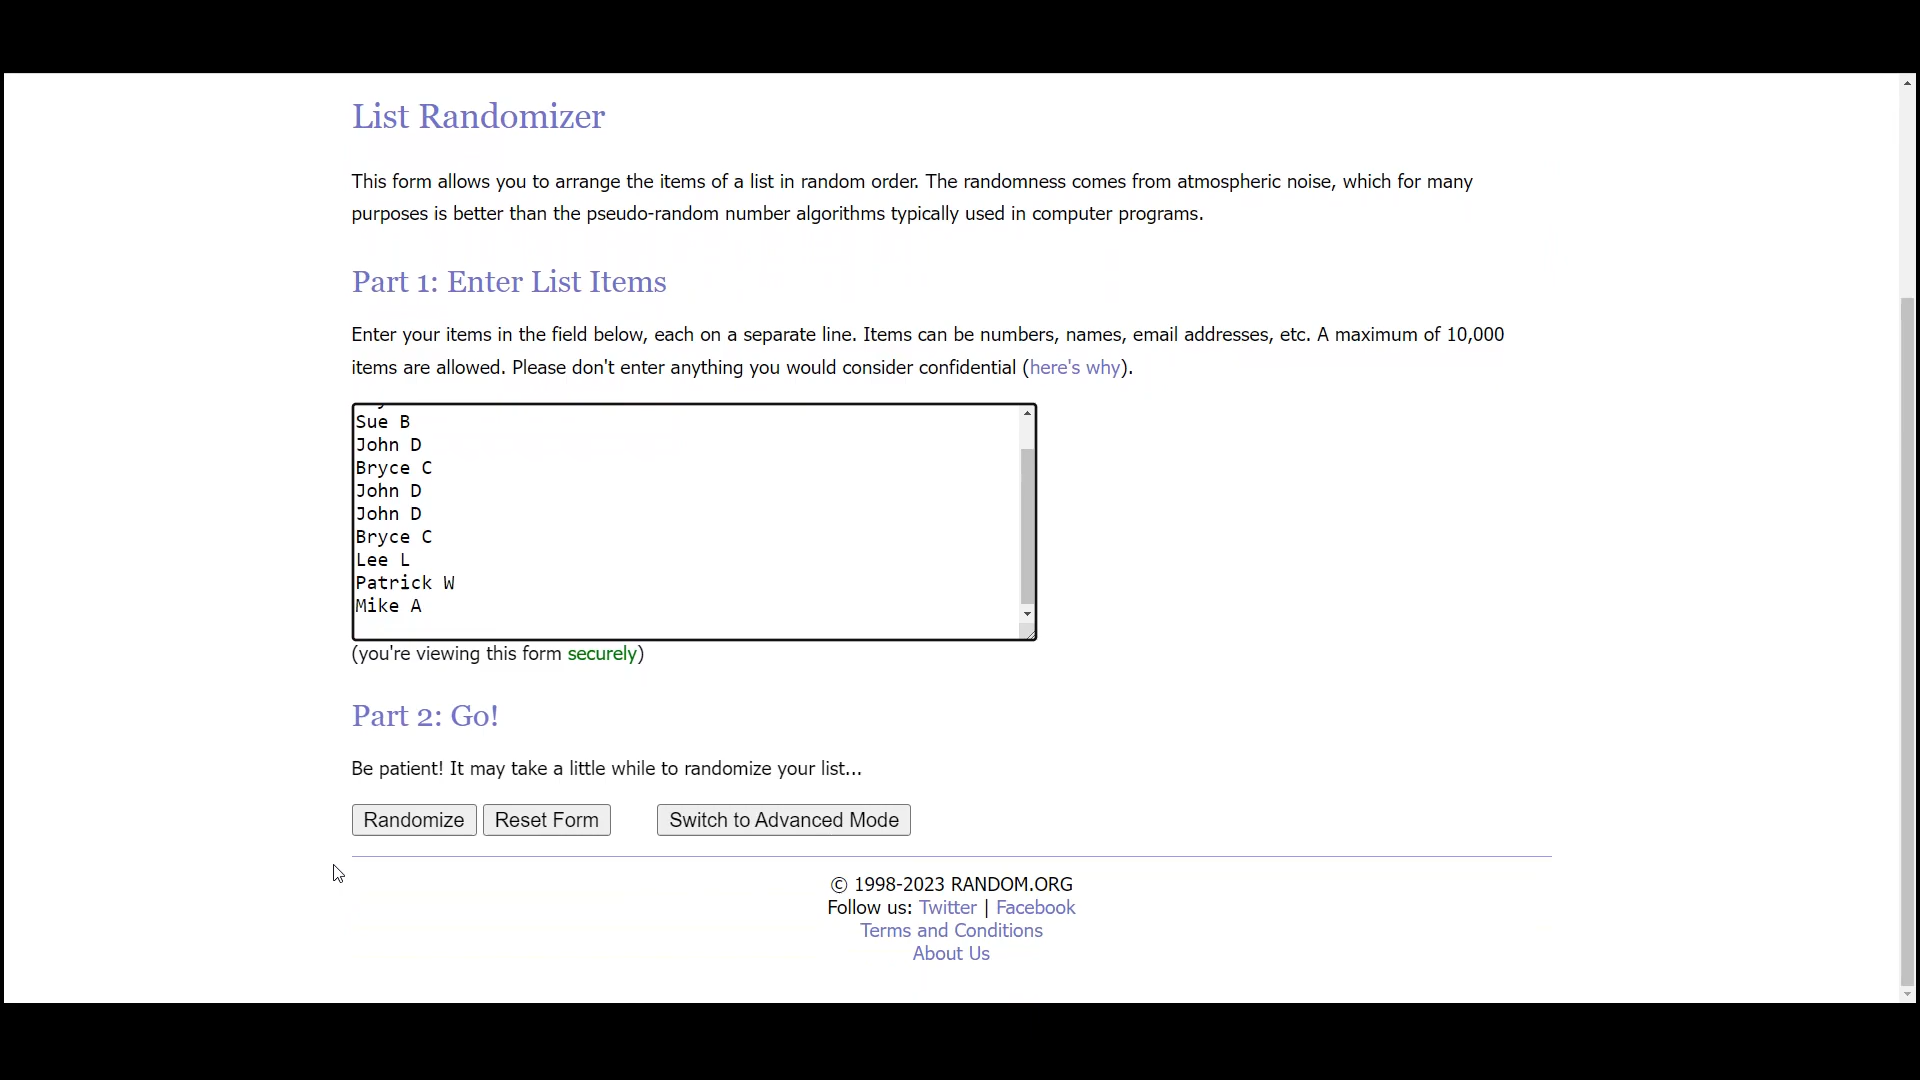 List Randomizer
This form allows you to arrange the items of a list in random order. The randomness comes from atmospheric noise, which for many
purposes is better than the pseudo-random number algorithms typically used in computer programs.
Part 1: Enter List Items
Enter your items in the field below, each on a separate line. Items can be numbers, names, email addresses, etc. A maximum of 10,000
items are allowed. Please don't enter anything you would consider confidential (here's why).
Sue B
John D
Bryce C
John D
John D
Bryce C
Lee L
Patrick W
Mike A
(you're viewing this form securely)
Part 2: Go!
Be patient! It may take a little while to randomize your list...
Randomize Reset Form Switch to Advanced Mode
© 1998-2023 RANDOM.ORG
Follow us: Twitter | Facebook
Terms and Conditions
About Us